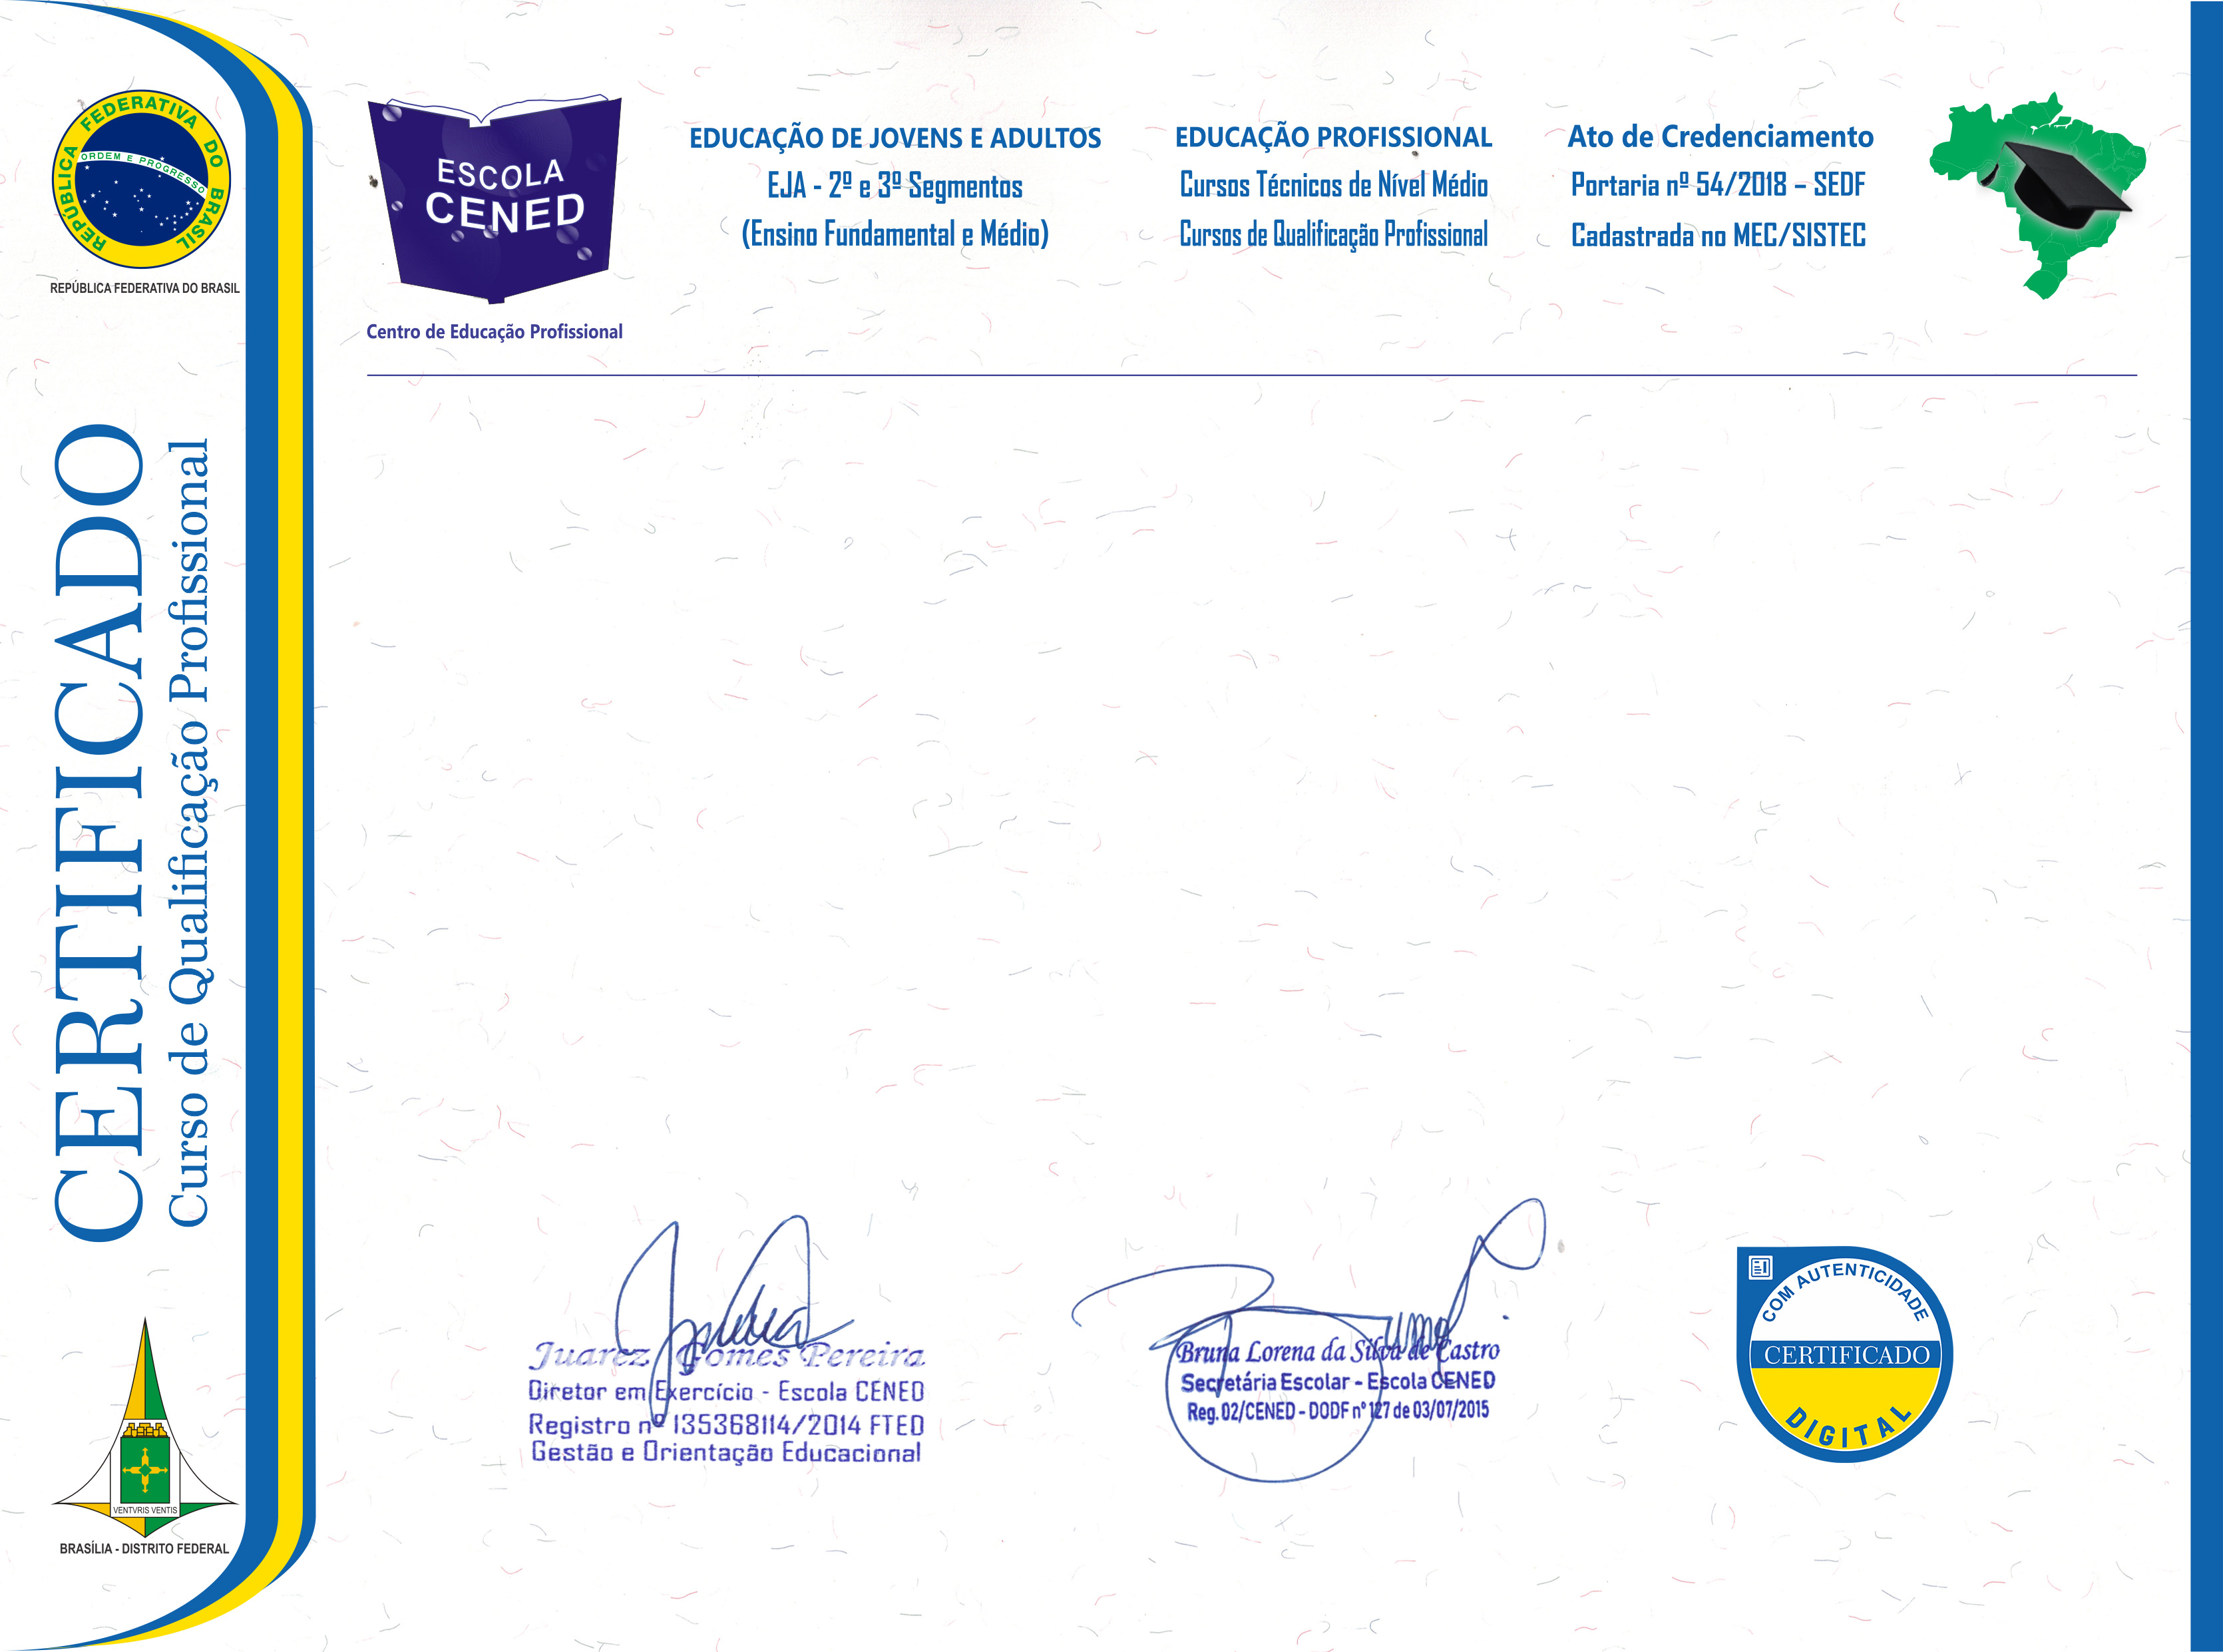 REPÚBLICA FEDERATIVA DO BRASIL
ORDEM E PROGRESSO
REPÚBLICA FEDERATIVA DO BRASIL
CERTIFICADO
Curso de Qualificação Profissional
VENTVRIS VENTIS
BRASÍLIA - DISTRITO FEDERAL
ESCOLA
CENED
Centro de Educação Profissional
EDUCAÇÃO DE JOVENS E ADULTOS
EJA - 2º e 3º Segmentos
(Ensino Fundamental e Médio)
EDUCAÇÃO PROFISSIONAL
Cursos Técnicos de Nível Médio
Cursos de Qualificação Profissional
Ato de Credenciamento
Portaria nº 54/2018 – SEDF
Cadastrada no MEC/SISTEC
Juarez Gomes Pereira
Diretor em Exercício - Escola CENED
Registro nº 135368114/2014 FTED
Gestão e Orientação Educacional
Bruna Lorena da Silva de Castro
Secretária Escolar - Escola CENED
Reg. 02/CENED - DODF nº 127 de 03/07/2015
COM AUTENTICIDADE
CERTIFICADO
DIGITAL